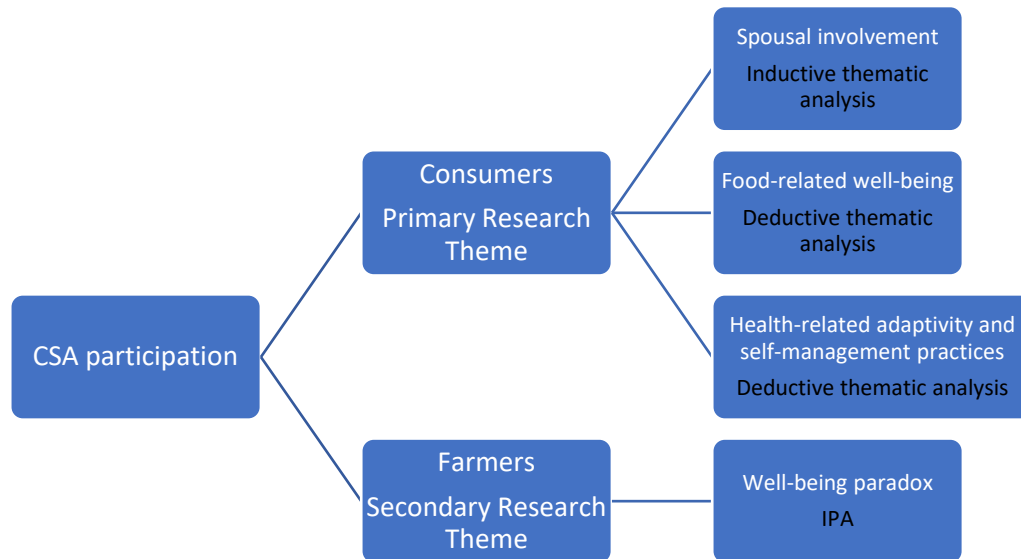 CSA participation
Consumers
Primary Research
Theme
Farmers
Secondary Research
Theme
Spousal involvement
Inductive thematic
analysis
Food-related well-being
Deductive thematic
analysis
Health-related adaptivity and
self-management practices
Deductive thematic analysis
Well-being paradox
IPA